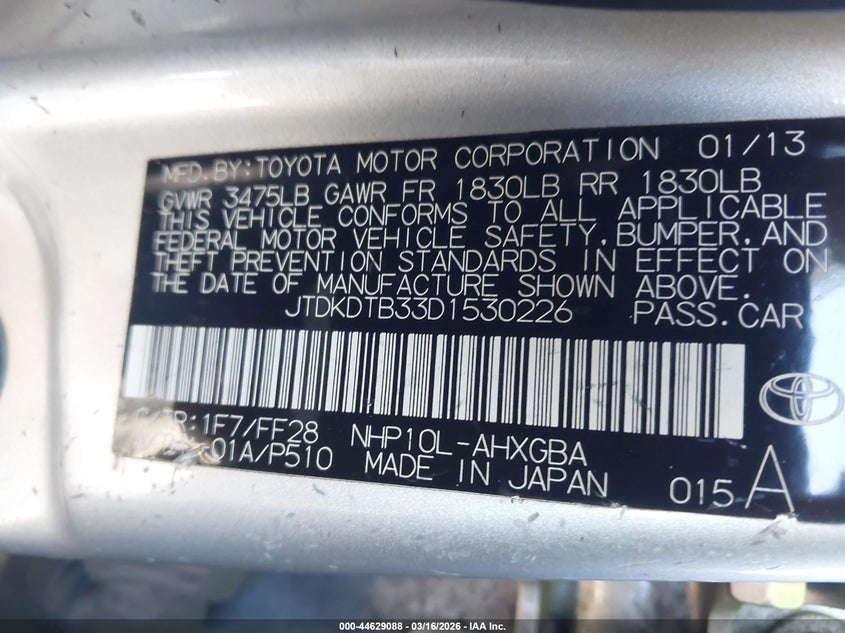 MFD.BY:TOYOTA MOTOR CORPORATION 01/13
GVWR 3475LB GAWR FR 1830LB RR 1830LB
THIS VEHICLE CONFORMS TO ALL APPLICABLE
FEDERAL MOTOR VEHICLE SAFETY,BUMPER,AND
THEFT PREVENTION STANDARDS IN EFFECT ON
THE DATE OF MANUFACTURE SHOWN ABOVE.
JTDKDTB33D1530226 PASS.CAR
:1F7/FF28 NHP10L-AHXGBA
01A/P510 MADE IN JAPAN 015 A
000-44629088 - 03/16/2026 - IAA Inc.